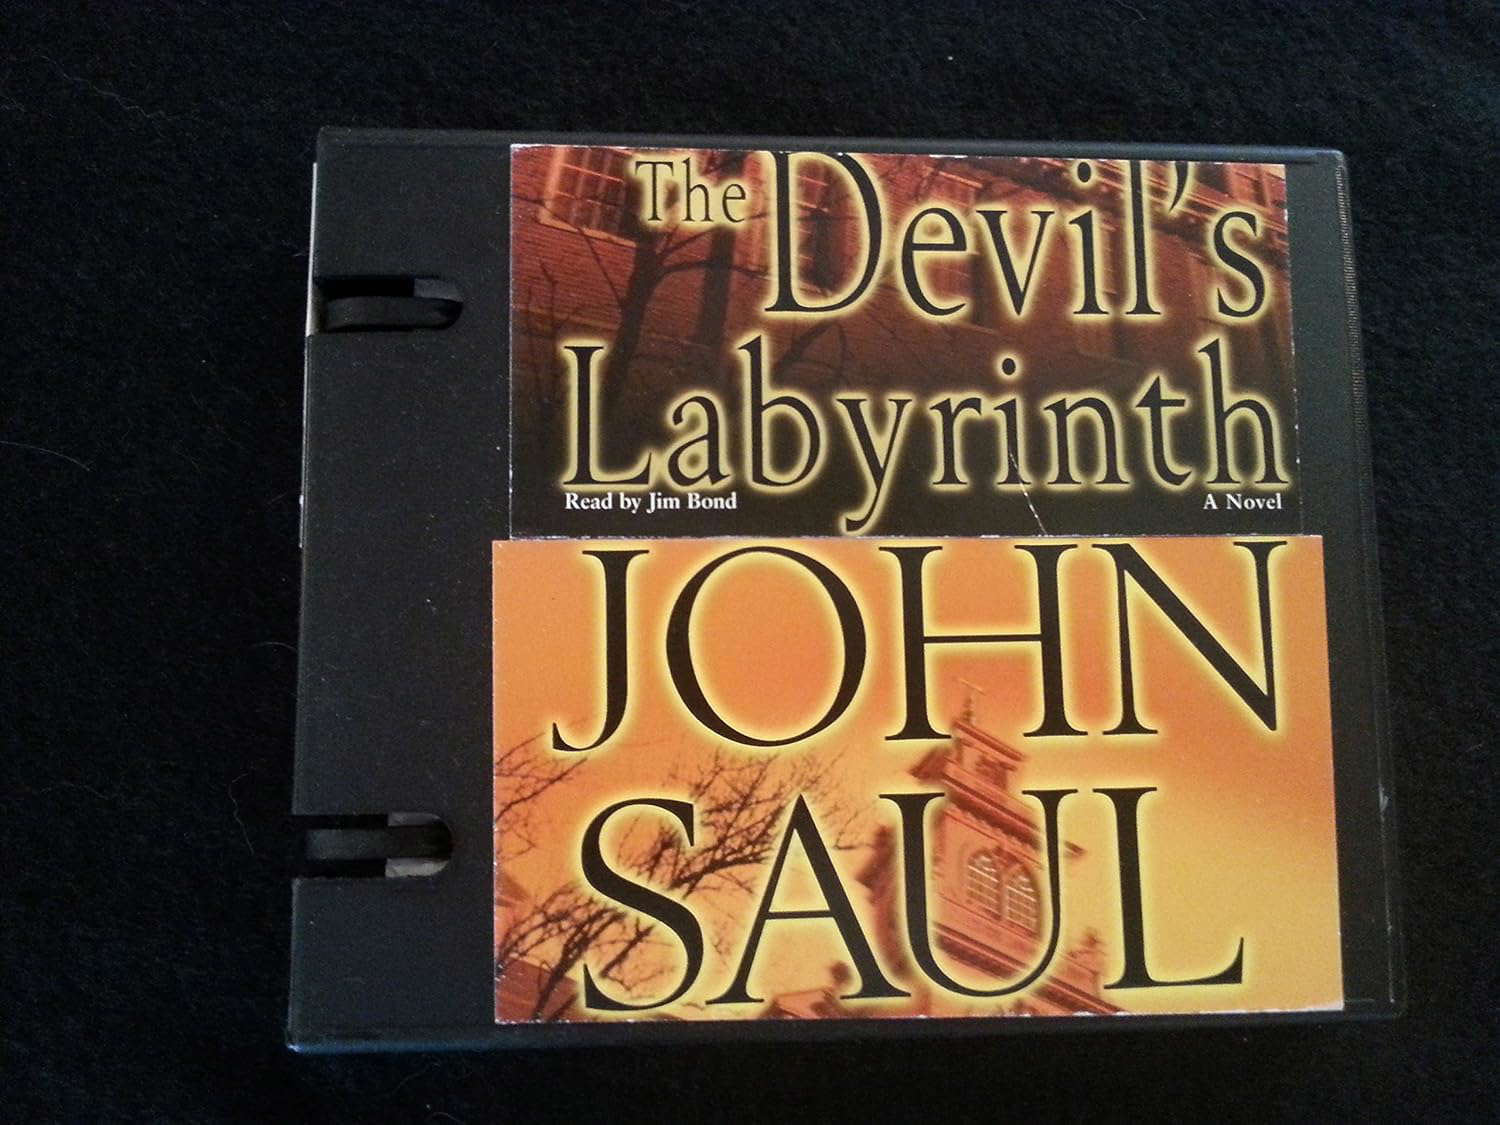 The Devil's
Labyrinth
Read by Jim Bond
A Novel
JOHN
SAUL